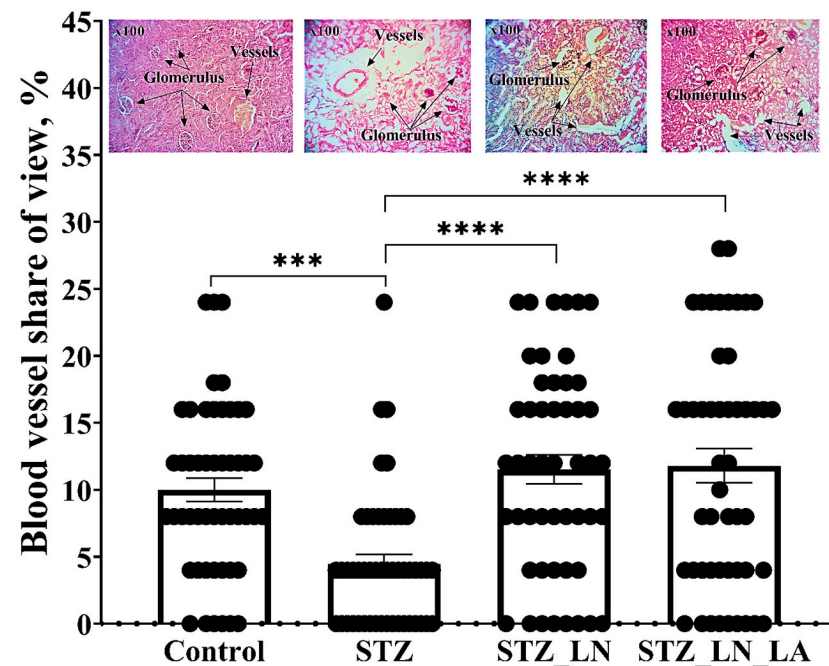 Blood vessel share of view, %
45
40
35
30
25
20
15
10
5
0
x100
Glomerulus
Vessels
x100
Vessels
Glomerulus
x100
Glomerulus
Vessels
x100
Glomerulus
Vessels
***
****
****
Control
STZ
STZ_LN
STZ_LN_LA